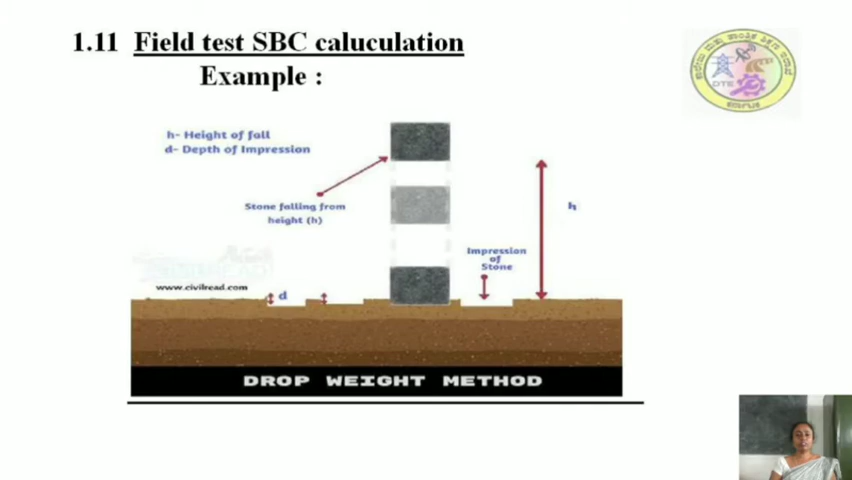 1.11 Field test SBC caluculation
Example :
h- Height of fall
d- Depth of Impression
Stone falling from
height (h)
h
Impression
of
Stone
d
www.civilread.com
DROP WEIGHT METHOD
DTE